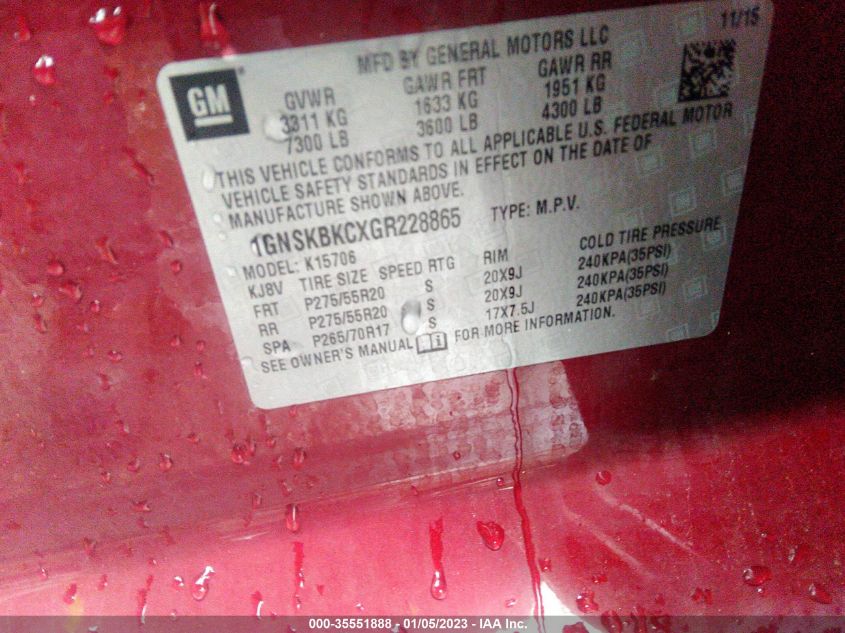 GM
MFD BY GENERAL MOTORS LLC 11/15
GVWR GAWR FRT GAWR RR
3311 KG 1633 KG 1951 KG
7300 LB 3600 LB 4300 LB
THIS VEHICLE CONFORMS TO ALL APPLICABLE U.S. FEDERAL MOTOR
VEHICLE SAFETY STANDARDS IN EFFECT ON THE DATE OF
MANUFACTURE SHOWN ABOVE.
1GNSKBKCXGR228865 TYPE: M.P.V.
MODEL: K15706
KJ8V TIRE SIZE SPEED RTG RIM COLD TIRE PRESSURE
FRT P275/55R20 S 20X9J 240KPA(35PSI)
RR P275/55R20 S 20X9J 240KPA(35PSI)
SPA P265/70R17 S 17X7.5J 240KPA(35PSI)
SEE OWNER'S MANUAL FOR MORE INFORMATION.
000-35551888 - 01/05/2023 - IAA Inc.